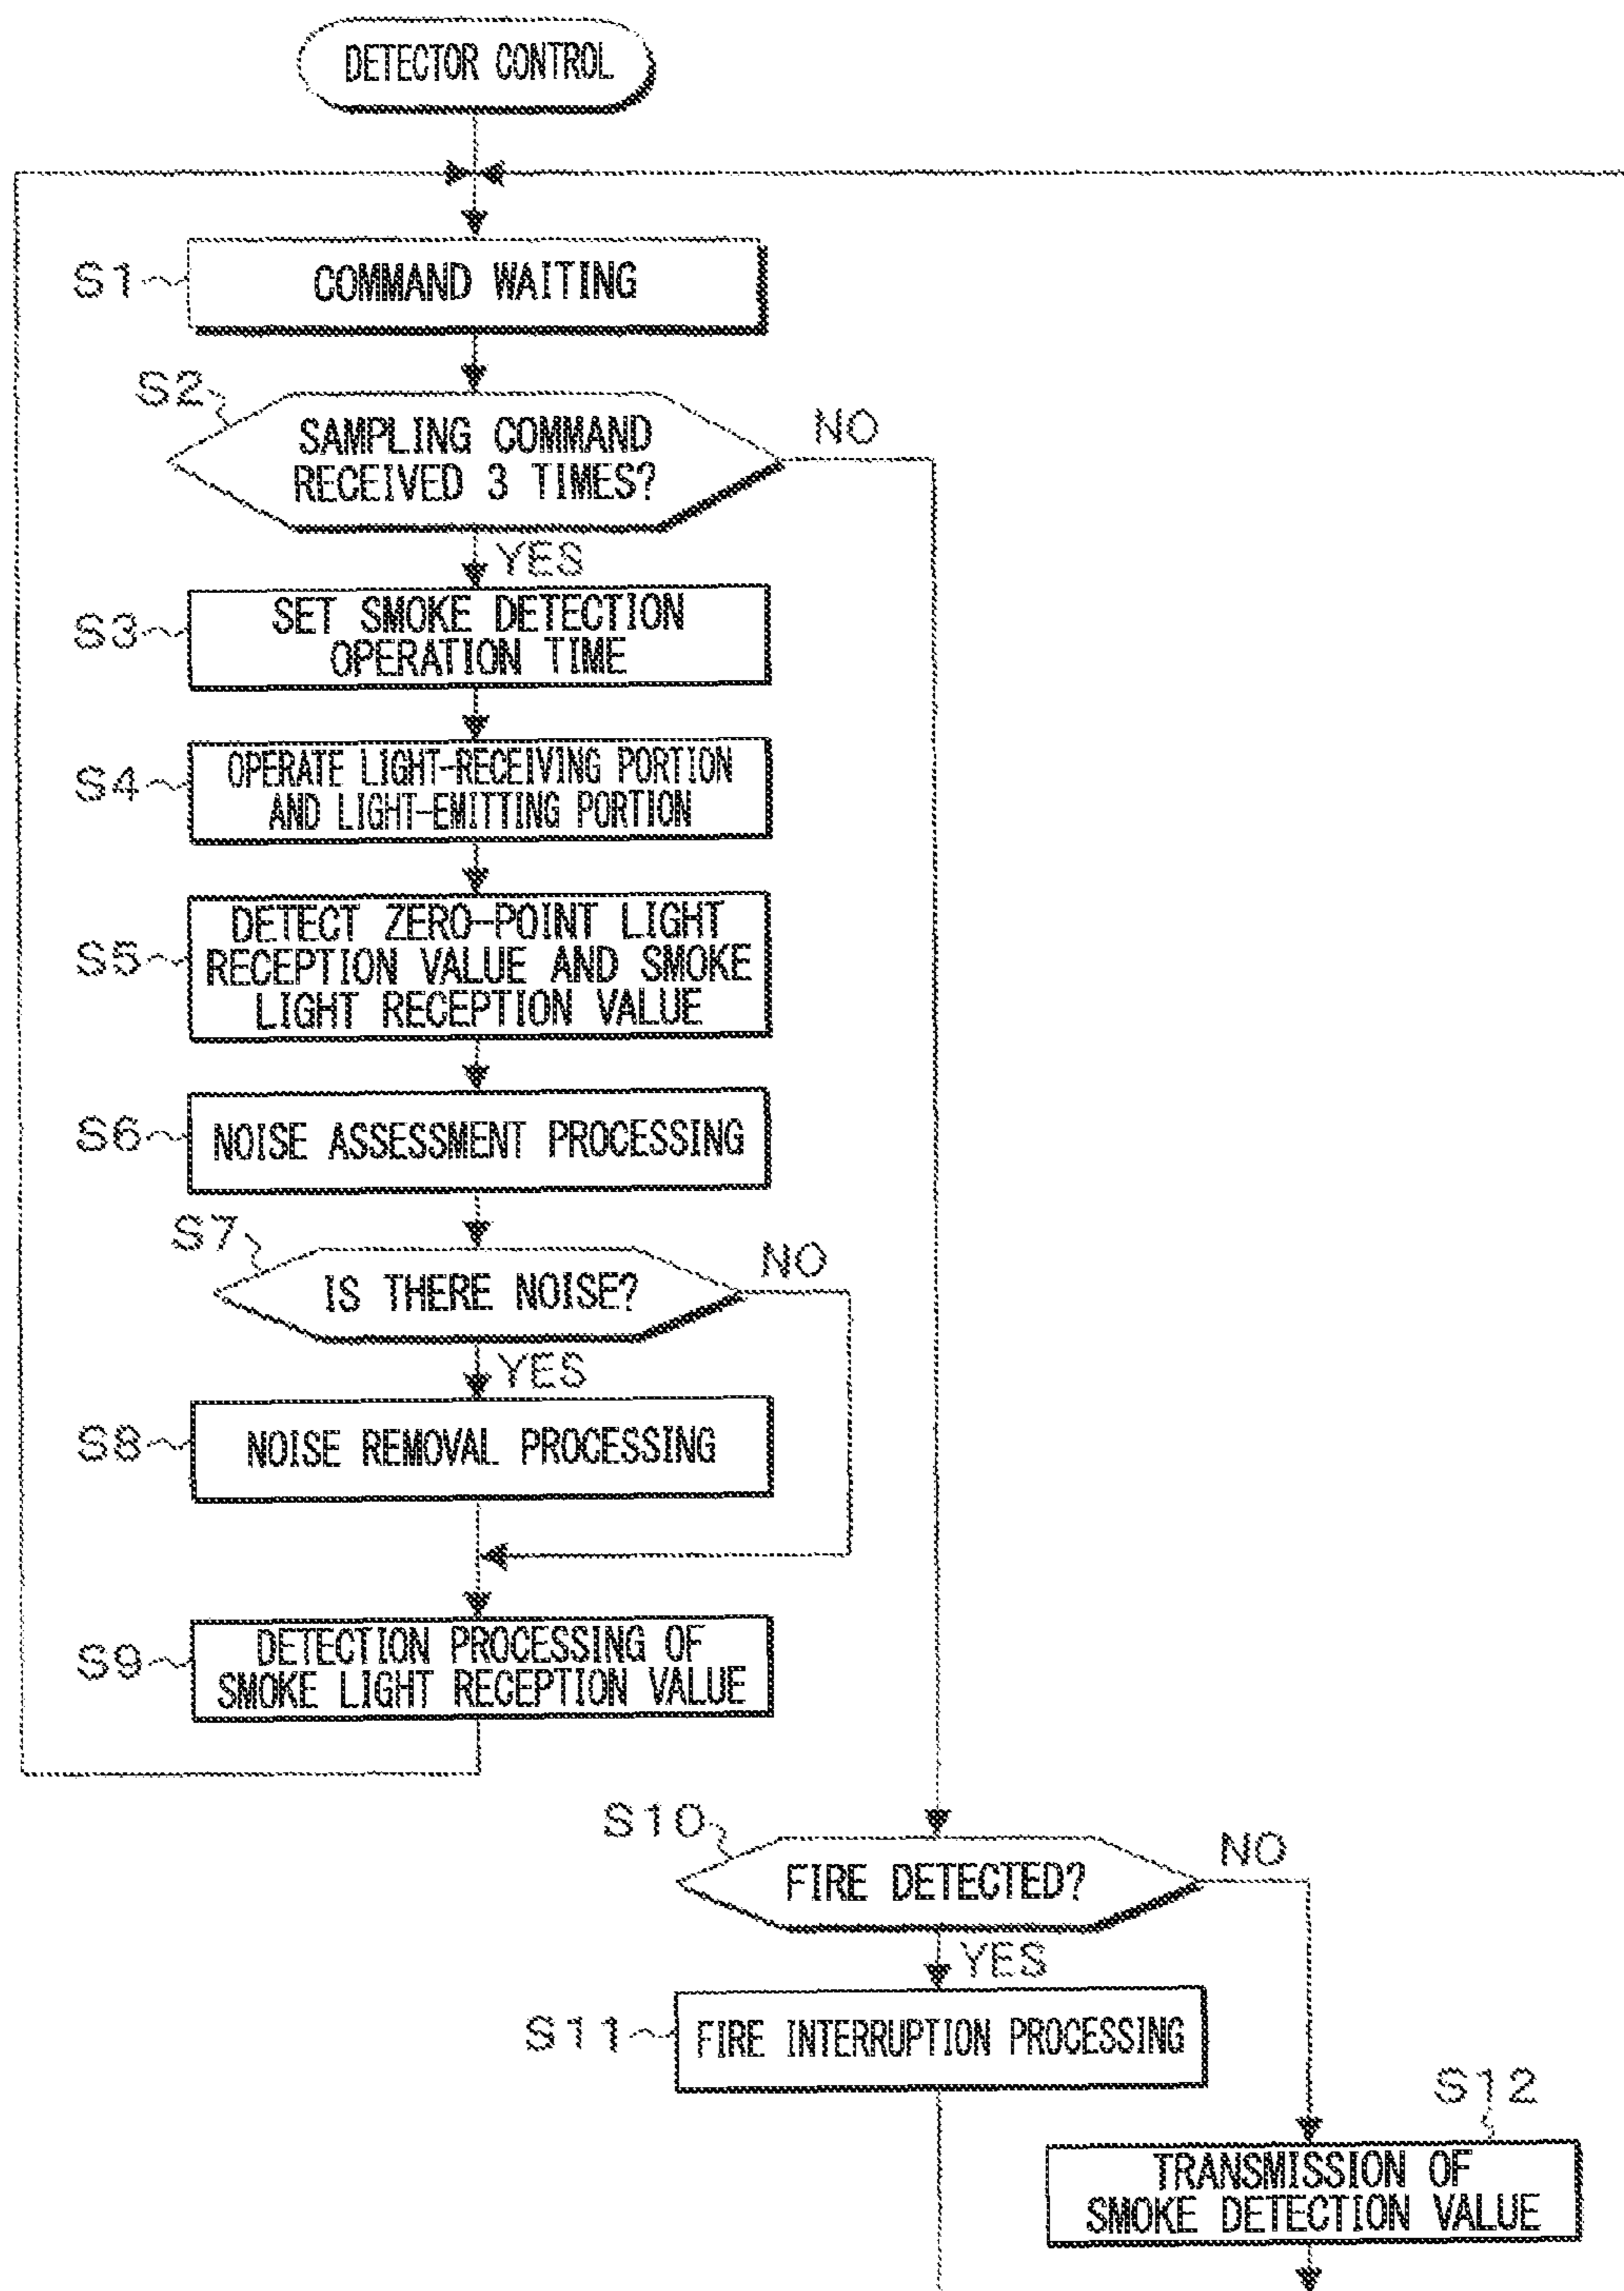 DETECTOR CONTROL
S1
COMMAND WAITING
S2
SAMPLING COMMAND
RECEIVED 3 TIMES?
NO
YES
S3
SET SMOKE DETECTION
OPERATION TIME
S4
OPERATE LIGHT-RECEIVING PORTION
AND LIGHT-EMITTING PORTION
S5
DETECT ZERO-POINT LIGHT
RECEPTION VALUE AND SMOKE
LIGHT RECEPTION VALUE
S6
NOISE ASSESSMENT PROCESSING
S7
IS THERE NOISE?
NO
YES
S8
NOISE REMOVAL PROCESSING
S9
DETECTION PROCESSING OF
SMOKE LIGHT RECEPTION VALUE
S10
FIRE DETECTED?
NO
YES
S11
FIRE INTERRUPTION PROCESSING
S12
TRANSMISSION OF
SMOKE DETECTION VALUE